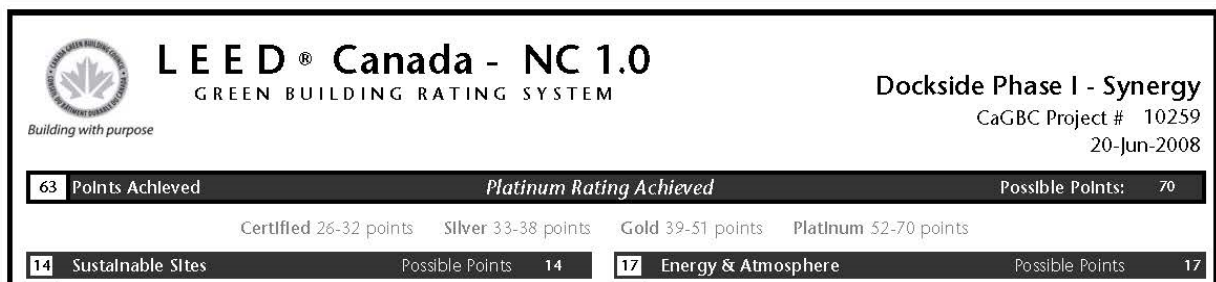 LEED ® Canada - NC 1.0
GREEN BUILDING RATING SYSTEM
Building with purpose
Dockside Phase I - Synergy
CaGBC Project # 10259
20-Jun-2008
63 Points Achieved Platinum Rating Achieved Possible Points: 70
Certified 26-32 points Silver 33-38 points Gold 39-51 points Platinum 52-70 points
14 Sustainable Sites Possible Points 14
17 Energy & Atmosphere Possible Points 17